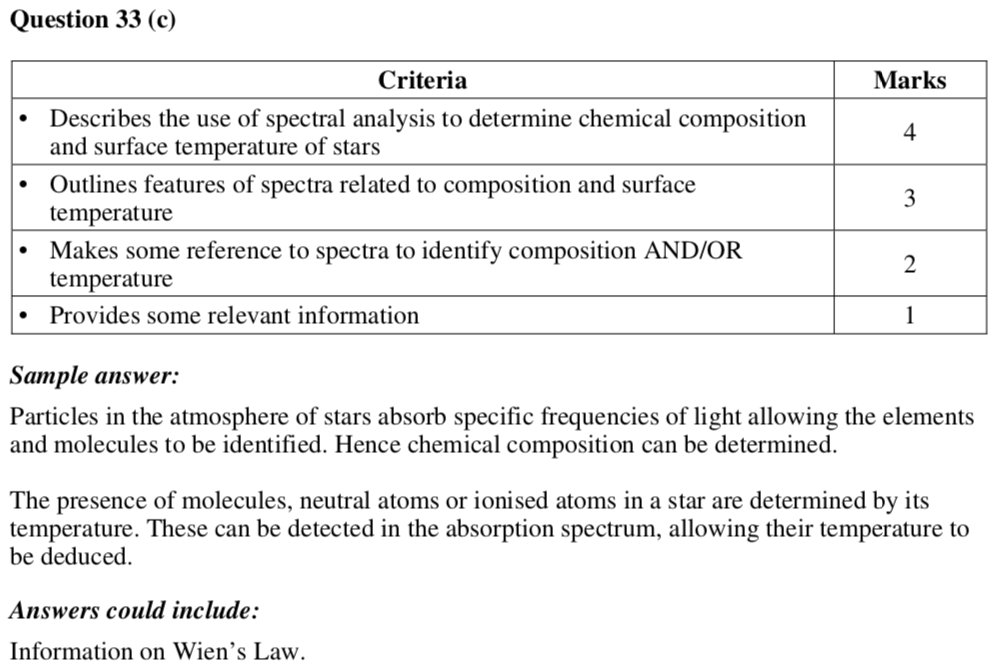 Question 33 (c)
Criteria Marks
• Describes the use of spectral analysis to determine chemical composition
and surface temperature of stars
4
• Outlines features of spectra related to composition and surface
temperature
3
• Makes some reference to spectra to identify composition AND/OR
temperature
2
• Provides some relevant information 1
Sample answer:
Particles in the atmosphere of stars absorb specific frequencies of light allowing the elements
and molecules to be identified. Hence chemical composition can be determined.
The presence of molecules, neutral atoms or ionised atoms in a star are determined by its
temperature. These can be detected in the absorption spectrum, allowing their temperature to
be deduced.
Answers could include:
Information on Wien’s Law.